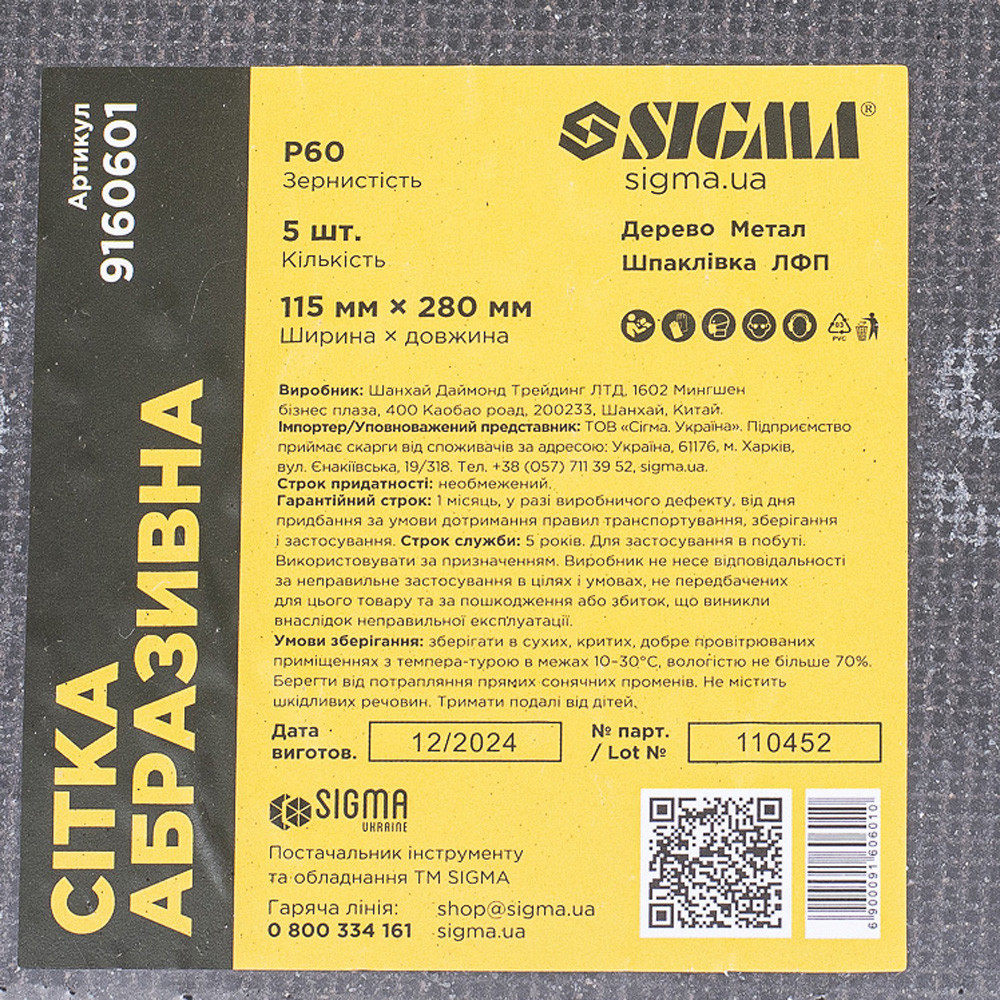 Артикул
9160601
СІТКА
АБРАЗИВНА
P60
Зернистість
5 шт.
Кількість
115 мм × 280 мм
Ширина × довжина
SIGMA®
sigma.ua
Дерево Метал
Шпаклівка ЛФП
03
PVC
Виробник: Шанхай Даймонд Трейдинг ЛТД, 1602 Мингшен
бізнес плаза, 400 Каобао роад, 200233, Шанхай, Китай.
Імпортер/Уповноважений представник: ТОВ «Сігма. Україна». Підприємство
приймає скарги від споживачів за адресою: Україна, 61176, м. Харків,
вул. Єнакіївська, 19/318. Тел. +38 (057) 711 39 52, sigma.ua.
Строк придатності: необмежений.
Гарантійний строк: 1 місяць, у разі виробничого дефекту, від дня
придбання за умови дотримання правил транспортування, зберігання
і застосування. Строк служби: 5 років. Для застосування в побуті.
Використовувати за призначенням. Виробник не несе відповідальності
за неправильне застосування в цілях і умовах, не передбачених
для цього товару та за пошкодження або збиток, що виникли
внаслідок неправильної експлуатації.
Умови зберігання: зберігати в сухих, критих, добре провітрюваних
приміщеннях з темпера-турою в межах 10–30°C, вологістю не більше 70%.
Берегти від потрапляння прямих сонячних променів. Не містить
шкідливих речовин. Тримати подалі від дітей.
Дата
виготов.
12/2024
№ парт.
/ Lot №
110452
SIGMA
UKRAINE
Постачальник інструменту
та обладнання ТМ SIGMA
Гаряча лінія:
0 800 334 161
shop@sigma.ua
sigma.ua
6 900091 606010